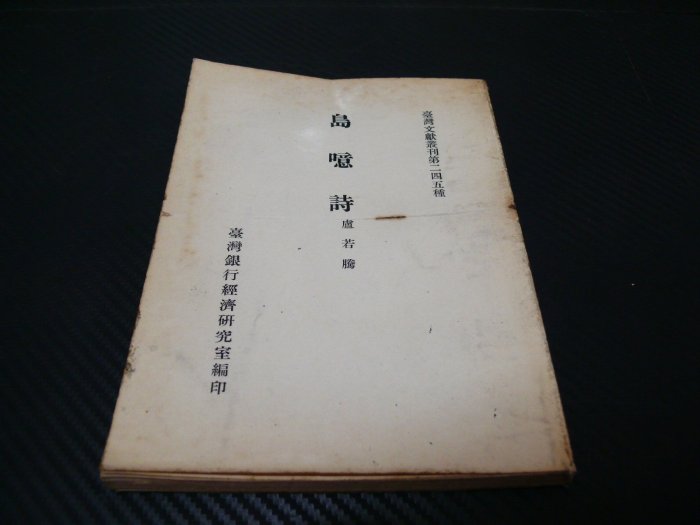 臺灣文獻叢刊第二四五種
島噫詩
盧若騰
臺灣銀行經濟研究室編印